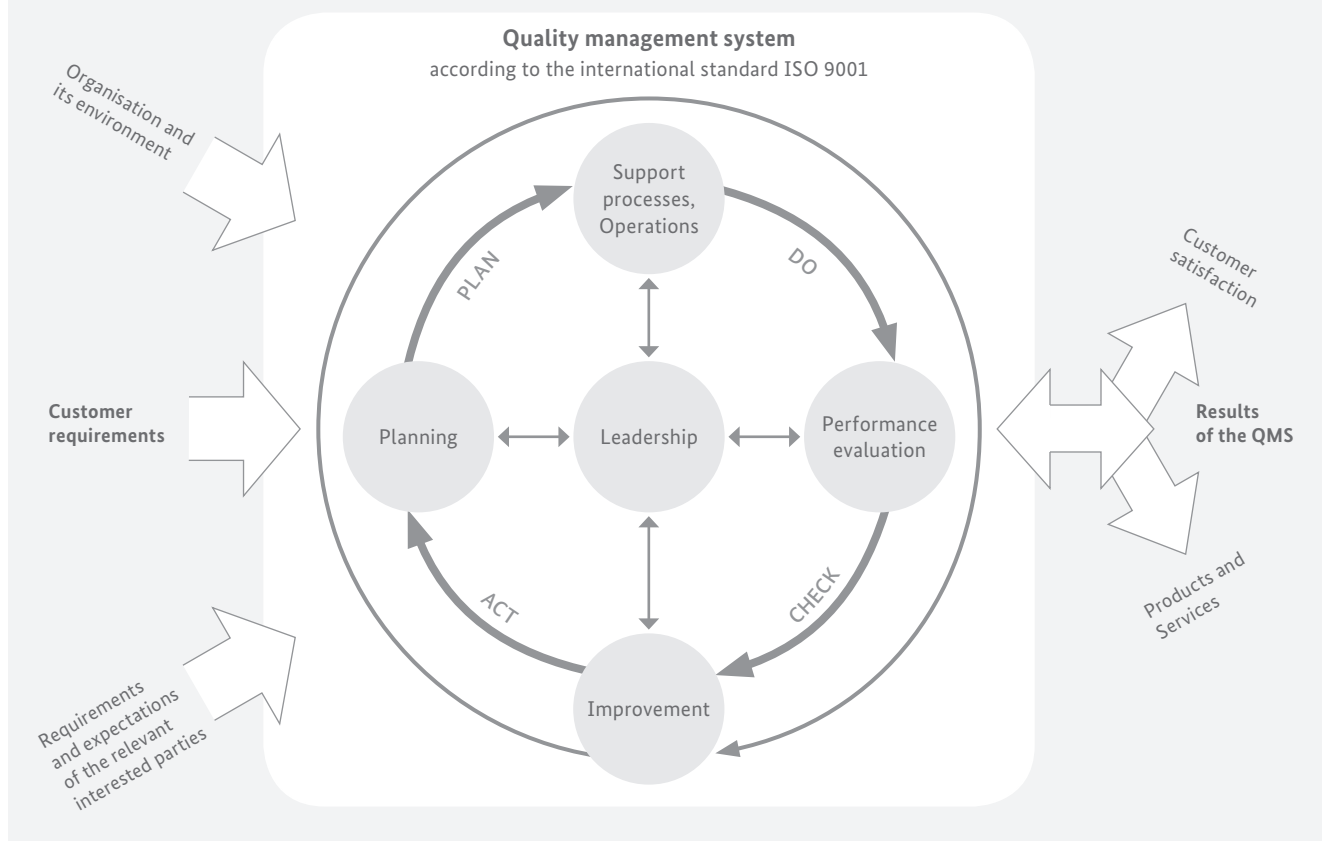 Quality management system
according to the international standard ISO 9001
Organisation and
its environment
Support
processes,
Operations
PLAN
DO
Customer
satisfaction
Customer
requirements
Planning
Leadership
Performance
evaluation
Results
of the QMS
ACT
CHECK
Products and
Services
Improvement
Requirements
and expectations
of the relevant
interested parties